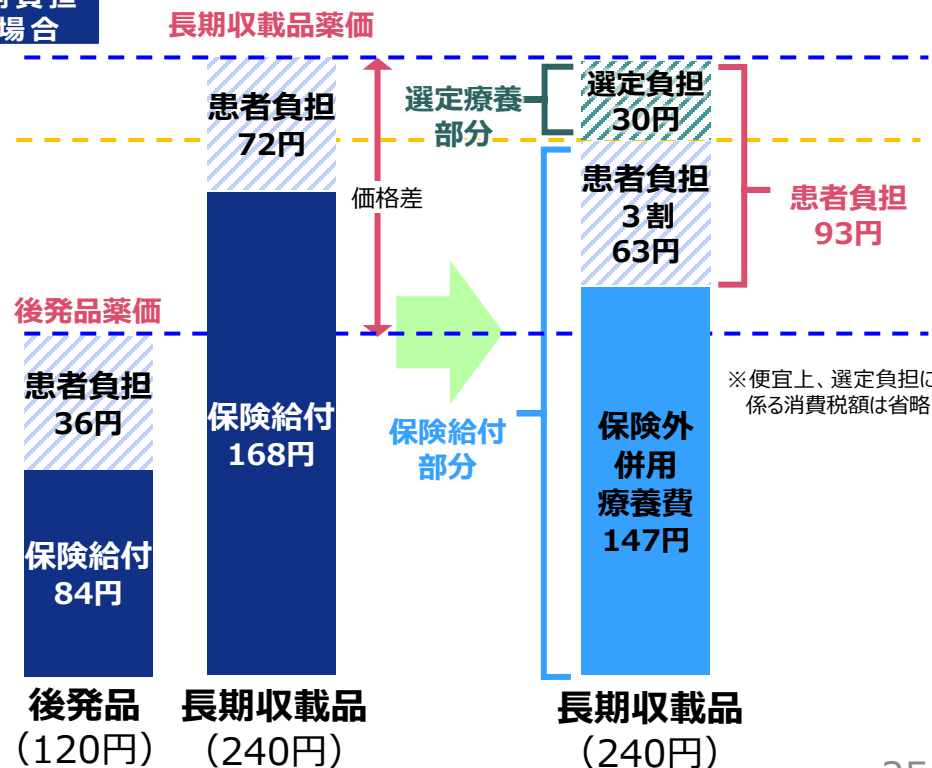 負担
場合
長期収載品薬価
患者負担
72円
価格差
選定療養
部分
選定負担
30円
患者負担
3割
63円
患者負担
93円
後発品薬価
患者負担
36円
保険給付
84円
保険給付
168円
保険給付
部分
保険外
併用
療養費
147円
※便宜上、選定負担に
係る消費税額は省略
後発品
（120円）
長期収載品
（240円）
長期収載品
（240円）